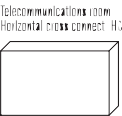 Telecommunications room
Horizontal cross connect HC